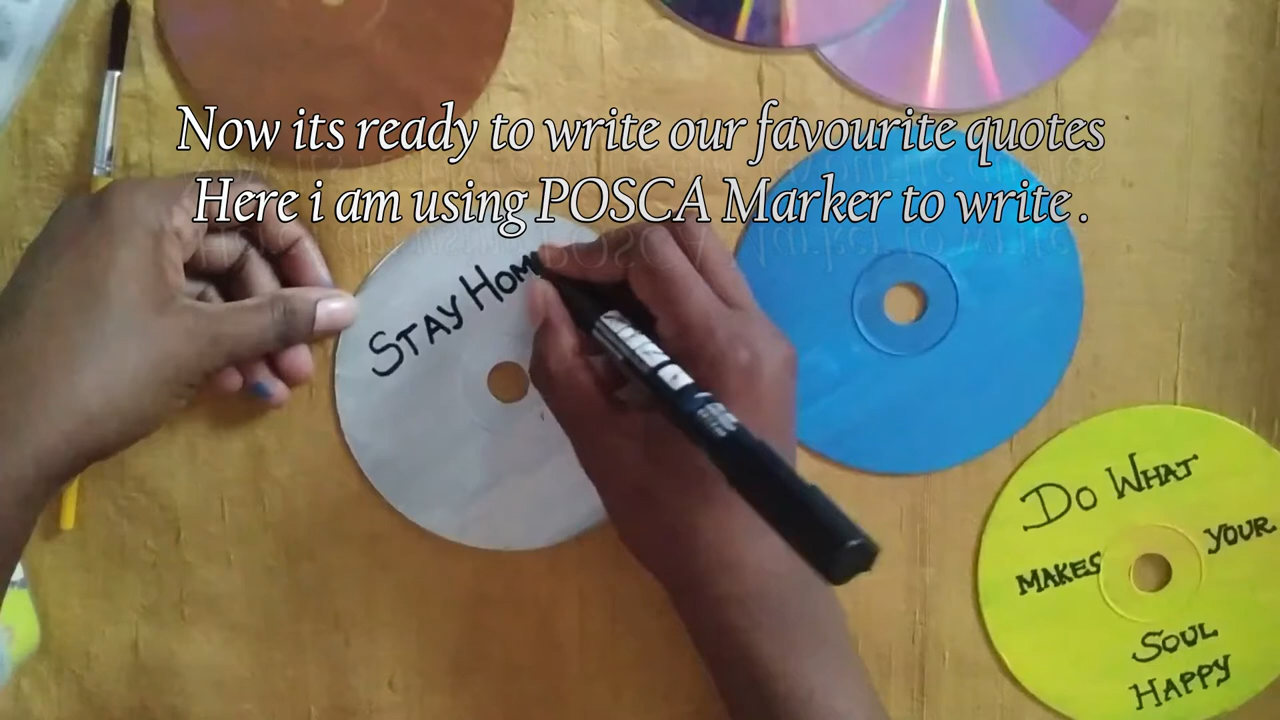 Now its ready to write our favourite quotes
Here i am using POSCA Marker to write .
STAY HOM
DO WHAT
MAKES YOUR
SOUL
HAPPY